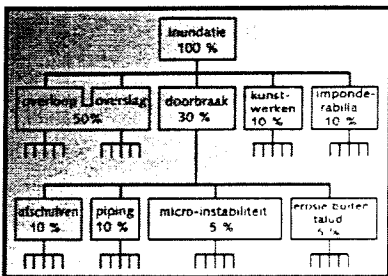 inundatie
100 %
overloop overslag
50%
doorbraak
30 %
kunst-
werken
10 %
imponde-
rabilia
10 %
afschuiven
10 %
piping
10 %
micro-instabiliteit
5 %
erosie buiten
talud
5 %